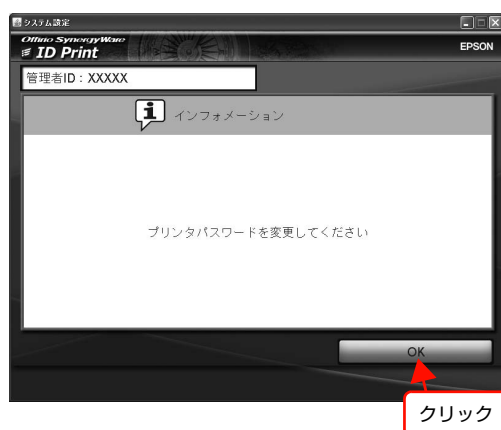 システム設定
Offirio SynergyWare
ID Print
EPSON
管理者ID：XXXXX
インフォメーション
プリンタパスワードを変更してください
OK
クリック